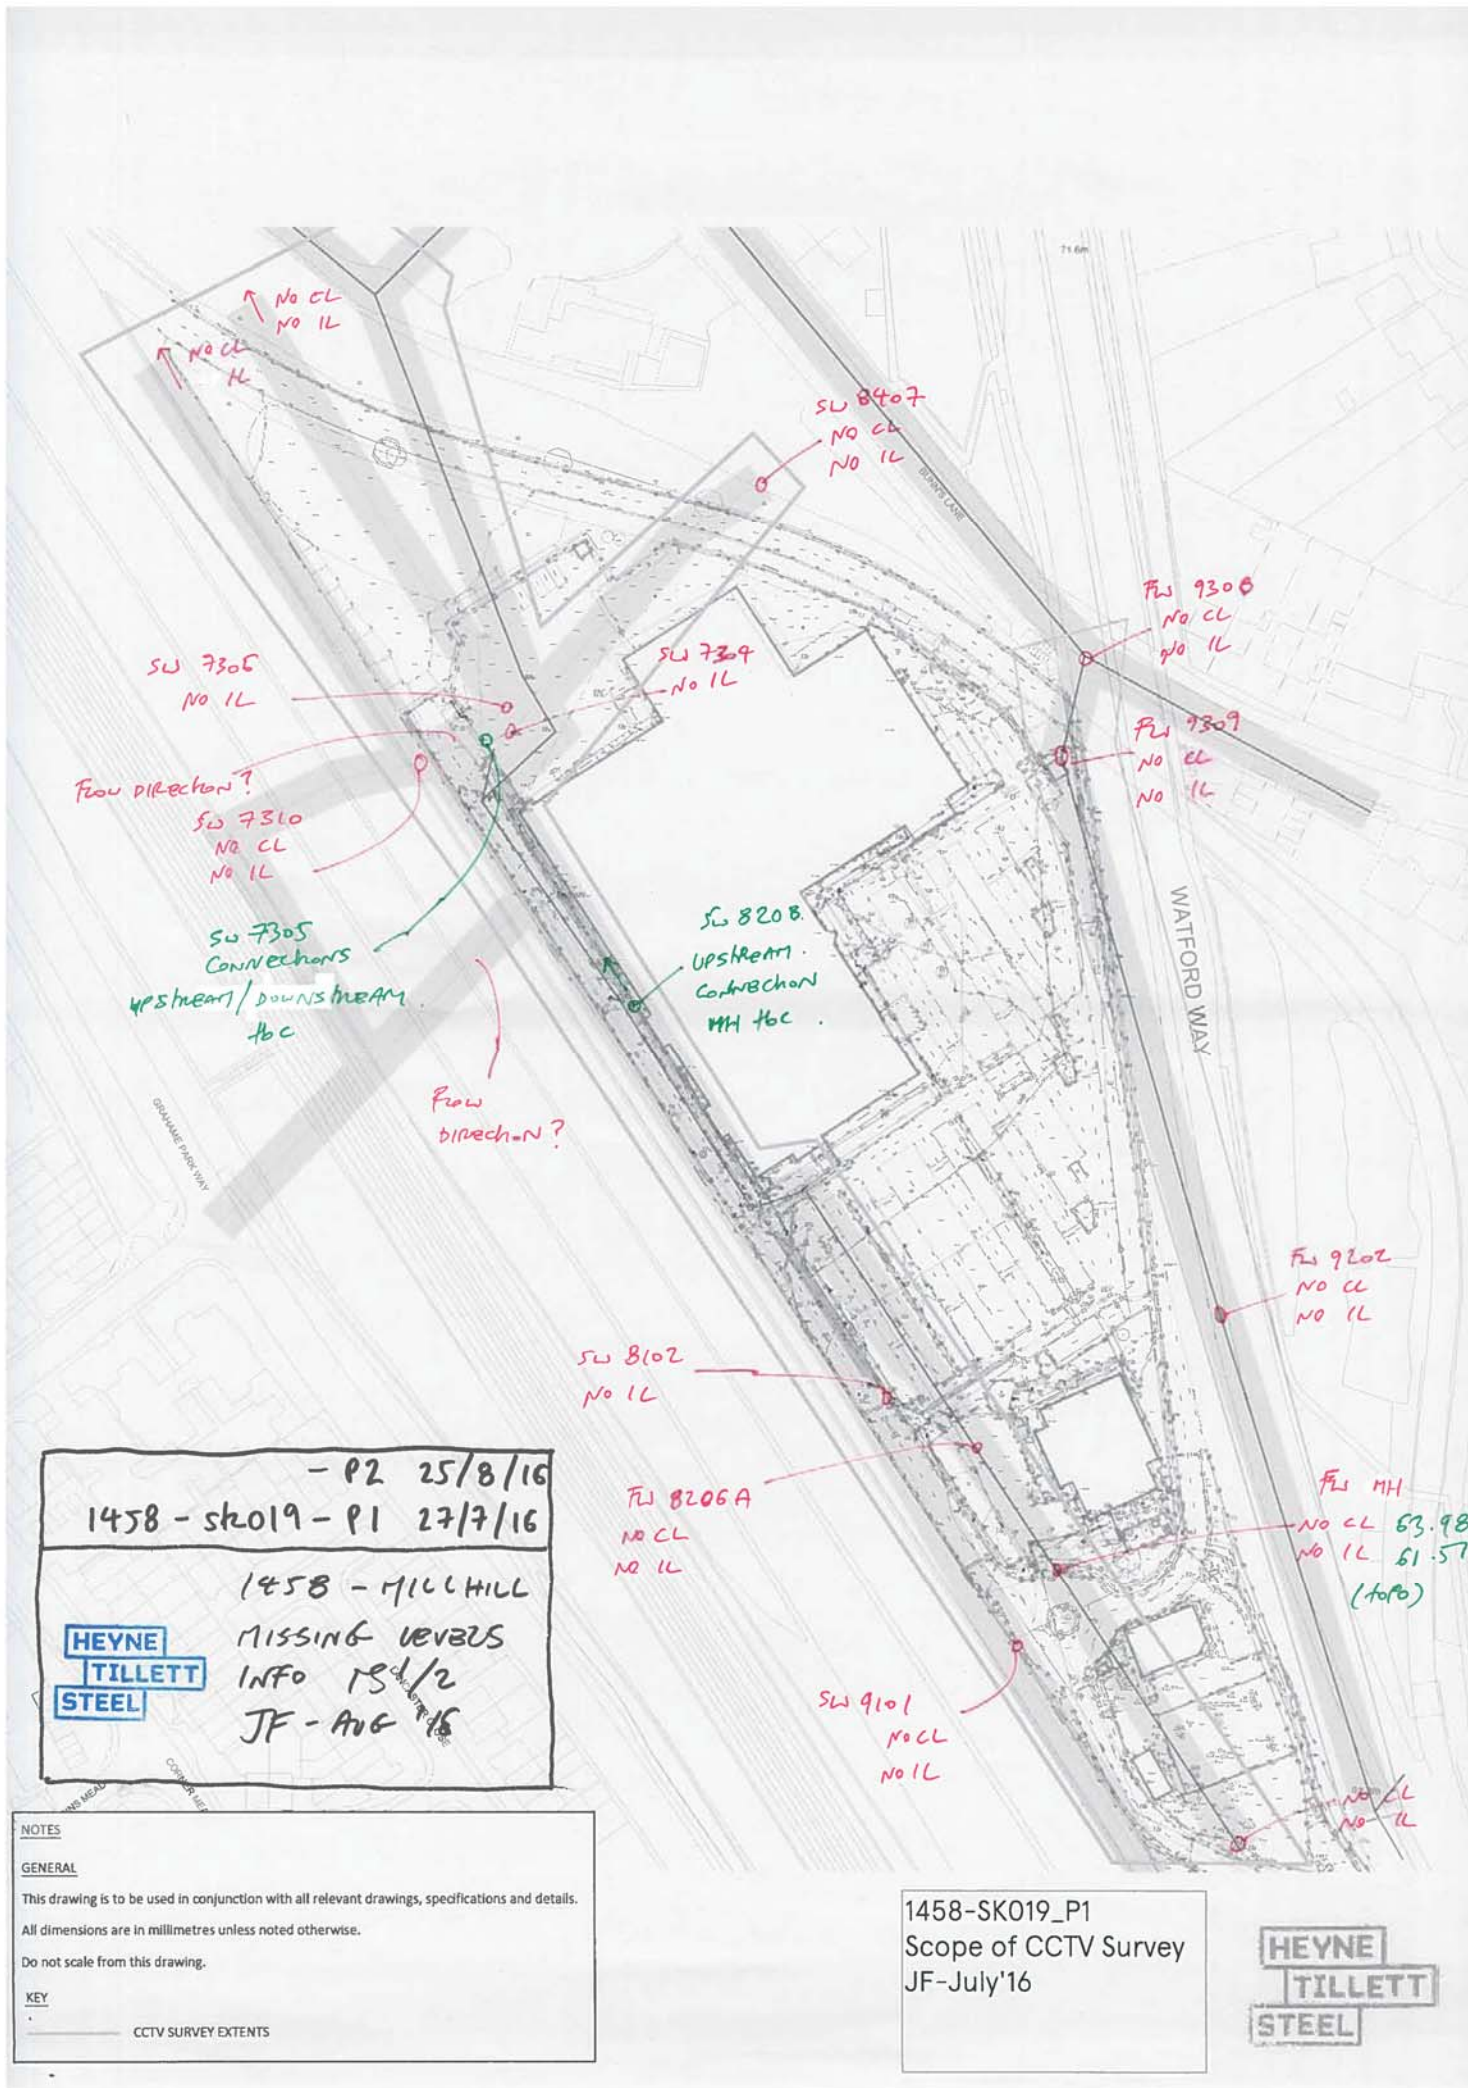 71.6m
NO CL
NO IL
NO CL
IL
SW 8407
NO CL
NO IL
BUNNS LANE
FW 9308
NO CL
NO IL
SW 7304
NO IL
NO IL
FW 9309
NO CL
NO IL
FLOW DIRECTION?
SW 7310
NO CL
NO IL
WATFORD WAY
SW 7305
CONNECTIONS
UPSTREAM/DOWNSTREAM
tbc
SW 8208
UPSTREAM
CONNECTION
MH tbc
FLOW
DIRECTION?
GRAHAME PARK WAY
FW 9202
NO CL
NO IL
SW 8102
NO IL
FW 8206A
NO CL
NO IL
FW MH
NO CL 63.98
NO IL 61.57
(topo)
- P2 25/8/16
1458 - SK019 - P1 27/7/16
1458 - MILL HILL
MISSING LEVELS
INFO
JF - AUG '16
HEYNE
TILLETT
STEEL
SW 9101
NO CL
NO IL
NO CL
NO IL
NOTES
GENERAL
This drawing is to be used in conjunction with all relevant drawings, specifications and details.
All dimensions are in millimetres unless noted otherwise.
Do not scale from this drawing.
KEY
CCTV SURVEY EXTENTS
1458-SK019_P1
Scope of CCTV Survey
JF-July'16
HEYNE
TILLETT
STEEL